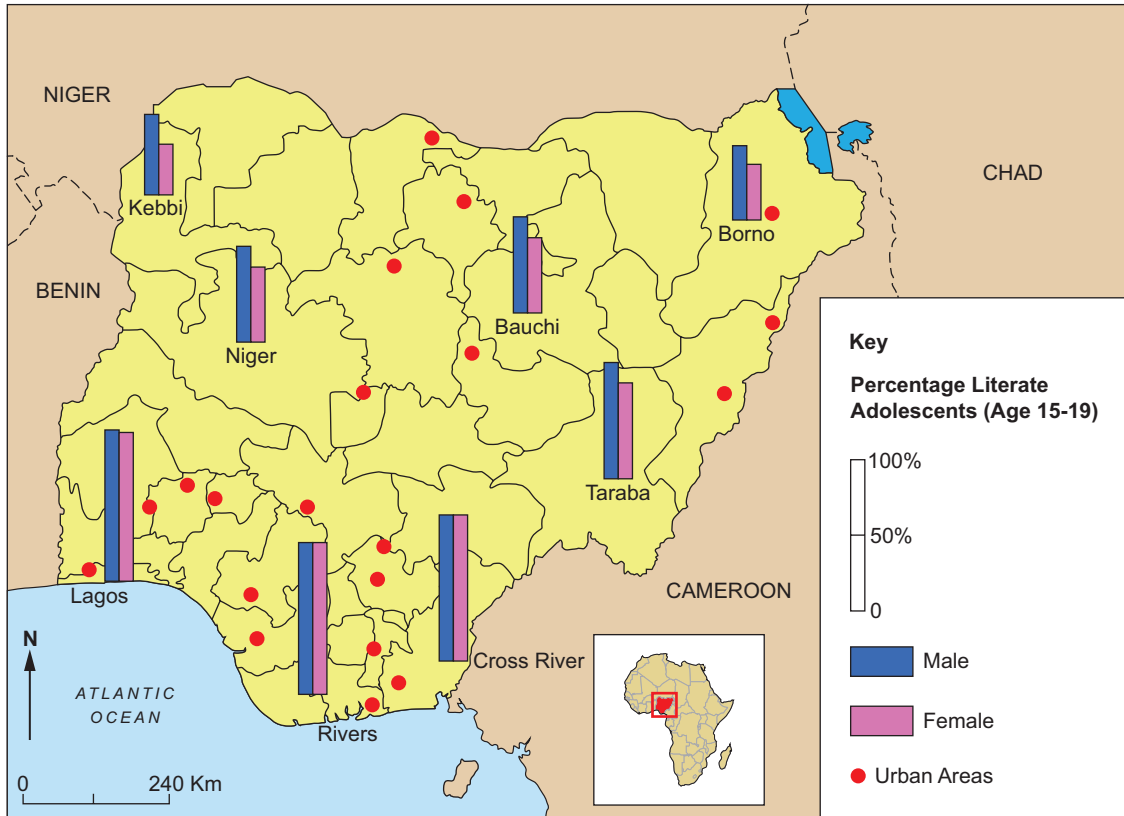 NIGER
CHAD
Kebbi
Borno
BENIN
Bauchi
Niger
Taraba
Lagos
CAMEROON
Cross River
Rivers
N
ATLANTIC
OCEAN
0 240 Km
Key
Percentage Literate
Adolescents (Age 15-19)
100%
50%
0
Male
Female
Urban Areas